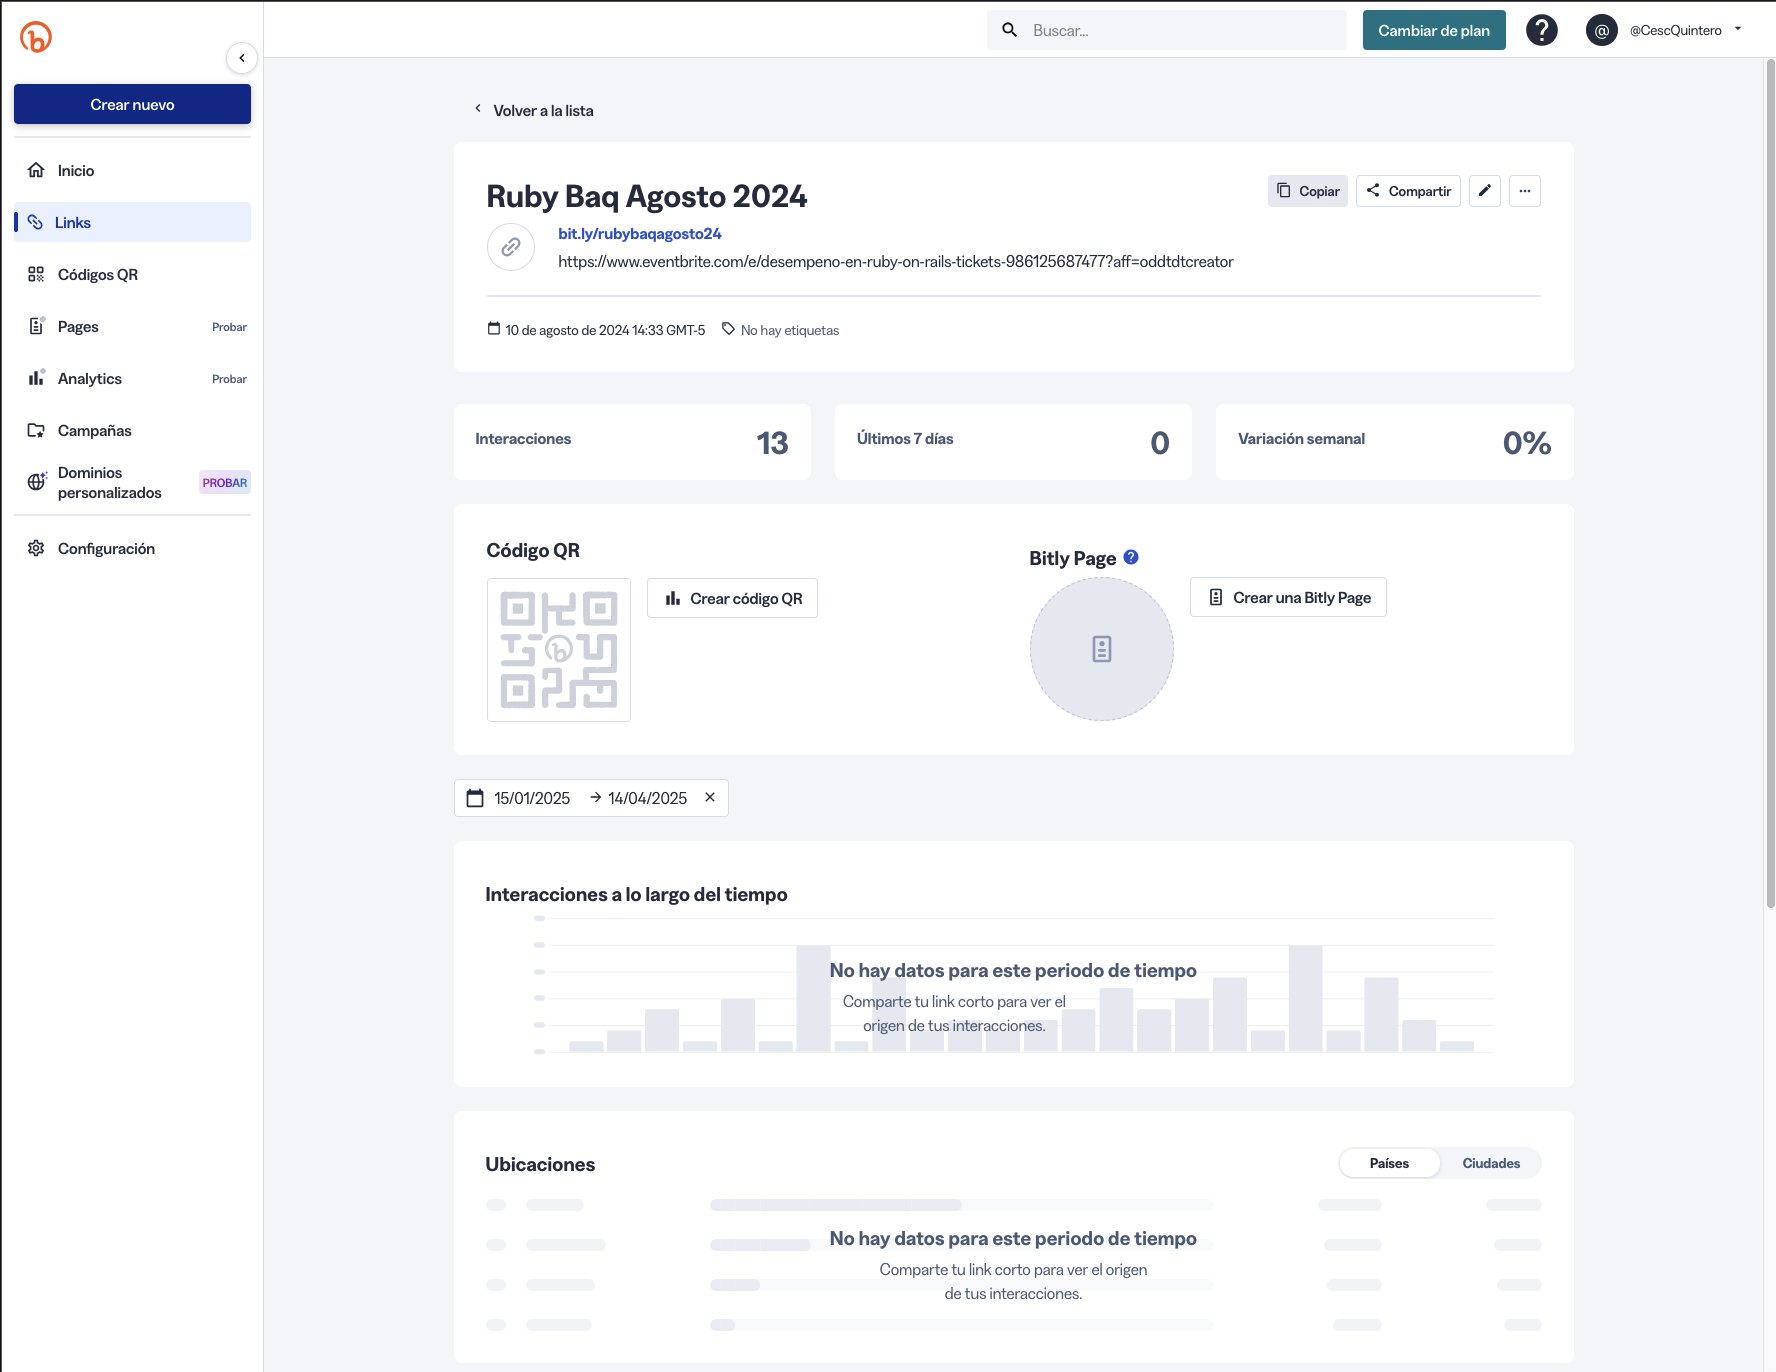 Buscar...
Cambiar de plan
@
@CescQuintero
Crear nuevo
Inicio
Links
Códigos QR
Pages
Probar
Analytics
Probar
Campañas
Dominios
personalizados
PROBAR
Configuración
Volver a la lista
Ruby Baq Agosto 2024
Copiar
Compartir
bit.ly/rubybaqagosto24
https://www.eventbrite.com/e/desempeno-en-ruby-on-rails-tickets-986125687477?aff=oddtdtcreator
10 de agosto de 2024 14:33 GMT-5
No hay etiquetas
Interacciones
13
Últimos 7 días
0
Variación semanal
0%
Código QR
Crear código QR
Bitly Page
Crear una Bitly Page
15/01/2025 → 14/04/2025
Interacciones a lo largo del tiempo
No hay datos para este periodo de tiempo
Comparte tu link corto para ver el
origen de tus interacciones.
Ubicaciones
Países
Ciudades
No hay datos para este periodo de tiempo
Comparte tu link corto para ver el origen
de tus interacciones.